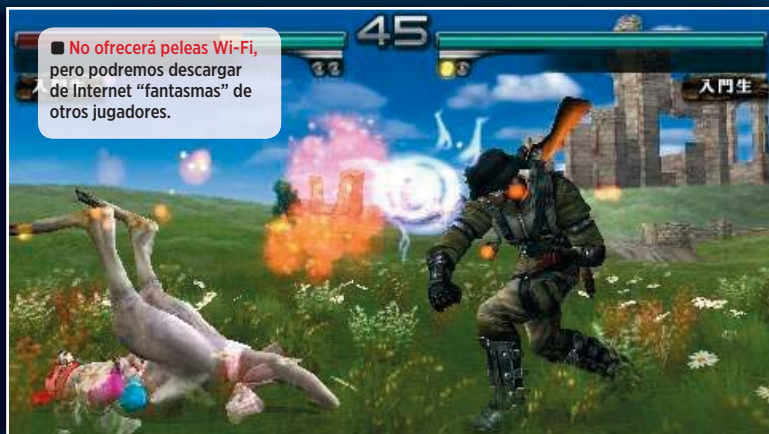 45
■ No ofrecerá peleas Wi-Fi,
pero podremos descargar
de Internet “fantasmas” de
otros jugadores.
入門生